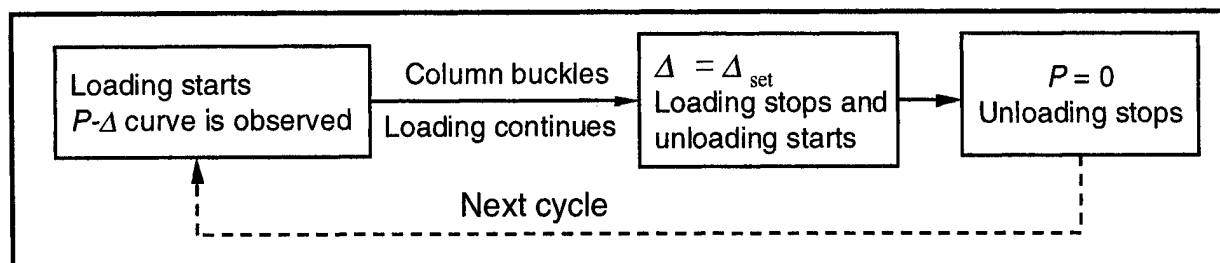 Loading starts
P-Δ curve is observed
Column buckles
Loading continues
Δ = Δset
Loading stops and
unloading starts
P = 0
Unloading stops
Next cycle